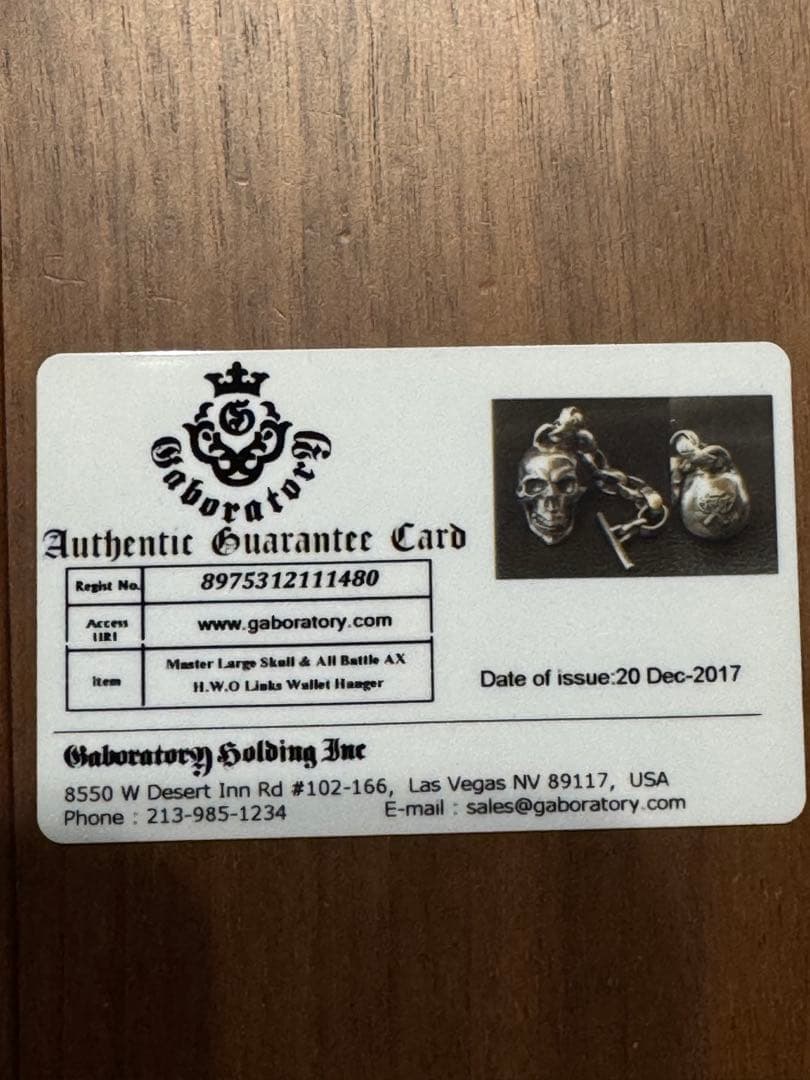 G
Gaboratory
Authentic Guarantee Card
Regist No. 8975312111480
Access URL www.gaboratory.com
Item Master Large Skull & All Battle AX
H.W.O Links Wallet Hanger
Date of issue:20 Dec-2017
Gaboratory Holding Inc
8550 W Desert Inn Rd #102-166, Las Vegas NV 89117, USA
Phone : 213-985-1234 E-mail : sales@gaboratory.com